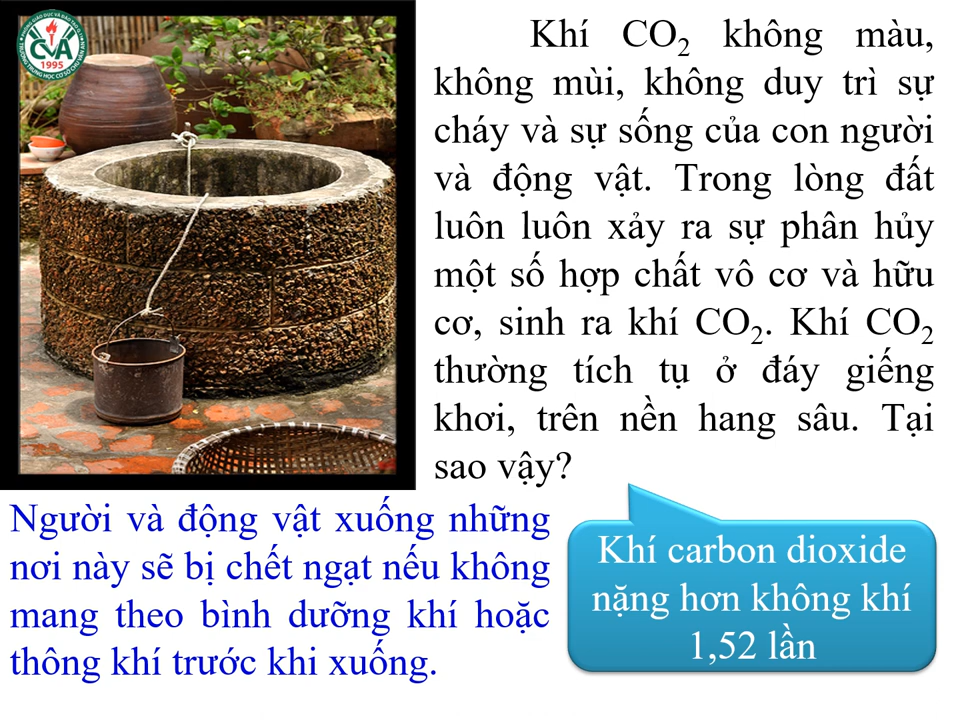 CVA
1995
Khí CO₂ không màu,
không mùi, không duy trì sự
cháy và sự sống của con người
và động vật. Trong lòng đất
luôn luôn xảy ra sự phân hủy
một số hợp chất vô cơ và hữu
cơ, sinh ra khí CO₂. Khí CO₂
thường tích tụ ở đáy giếng
khơi, trên nền hang sâu. Tại
sao vậy?
Người và động vật xuống những
nơi này sẽ bị chết ngạt nếu không
mang theo bình dưỡng khí hoặc
thông khí trước khi xuống.
Khí carbon dioxide
nặng hơn không khí
1,52 lần